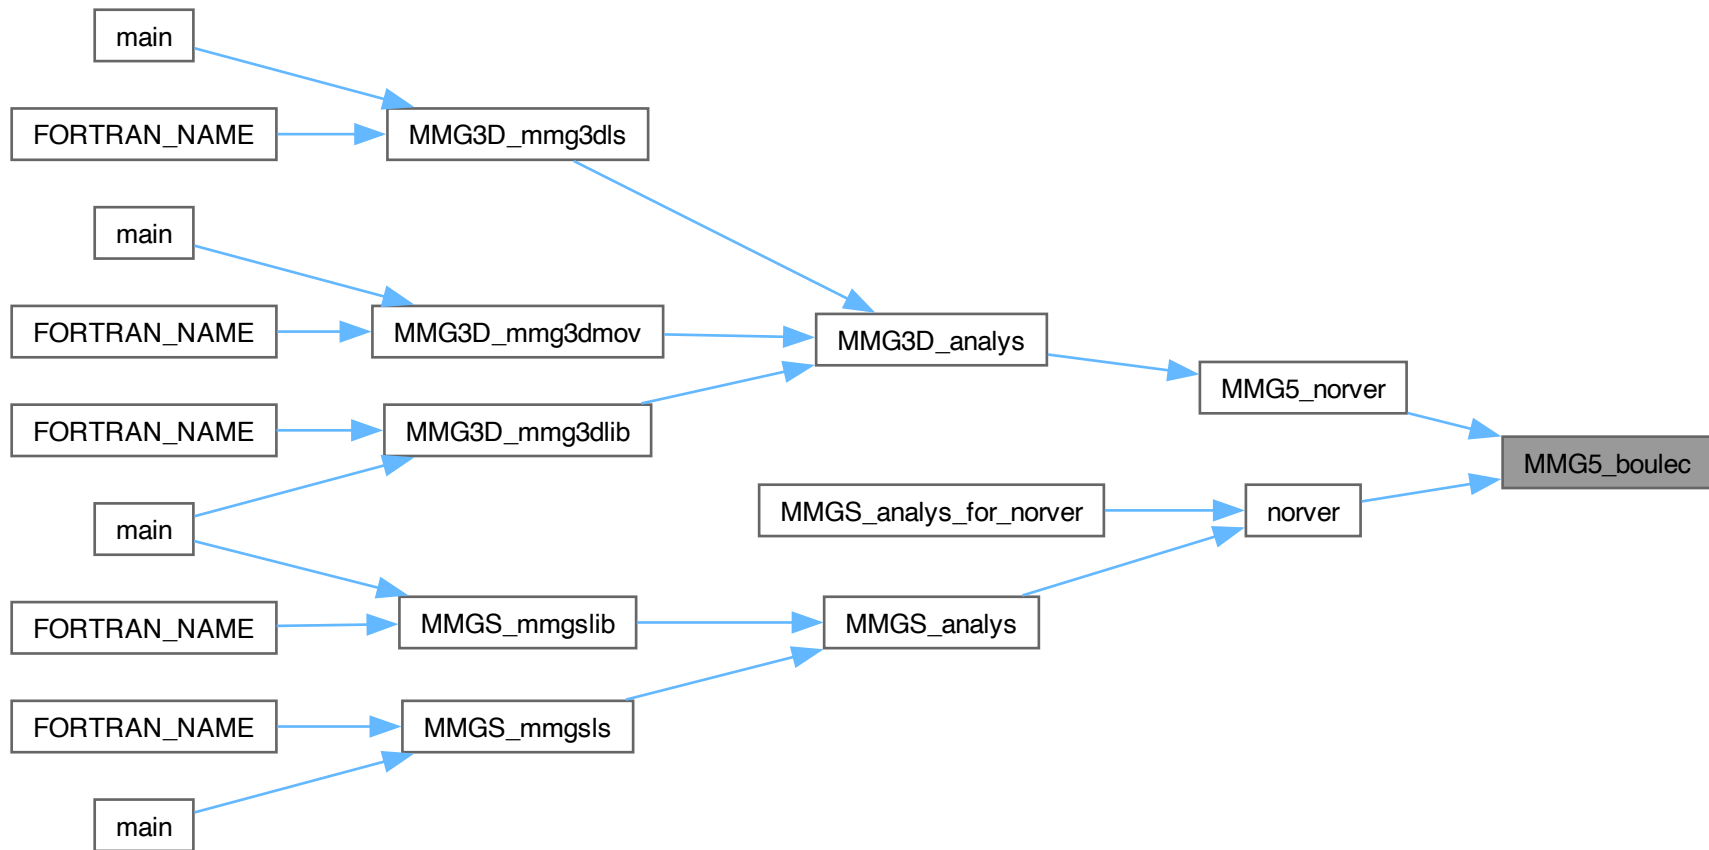 main
FORTRAN_NAME
MMG3D_mmg3dls
main
FORTRAN_NAME
MMG3D_mmg3dmov
MMG3D_analys
MMG5_norver
FORTRAN_NAME
MMG3D_mmg3dlib
MMG5_boulec
main
MMGS_analys_for_norver
norver
FORTRAN_NAME
MMGS_mmgslib
MMGS_analys
FORTRAN_NAME
MMGS_mmgsls
main